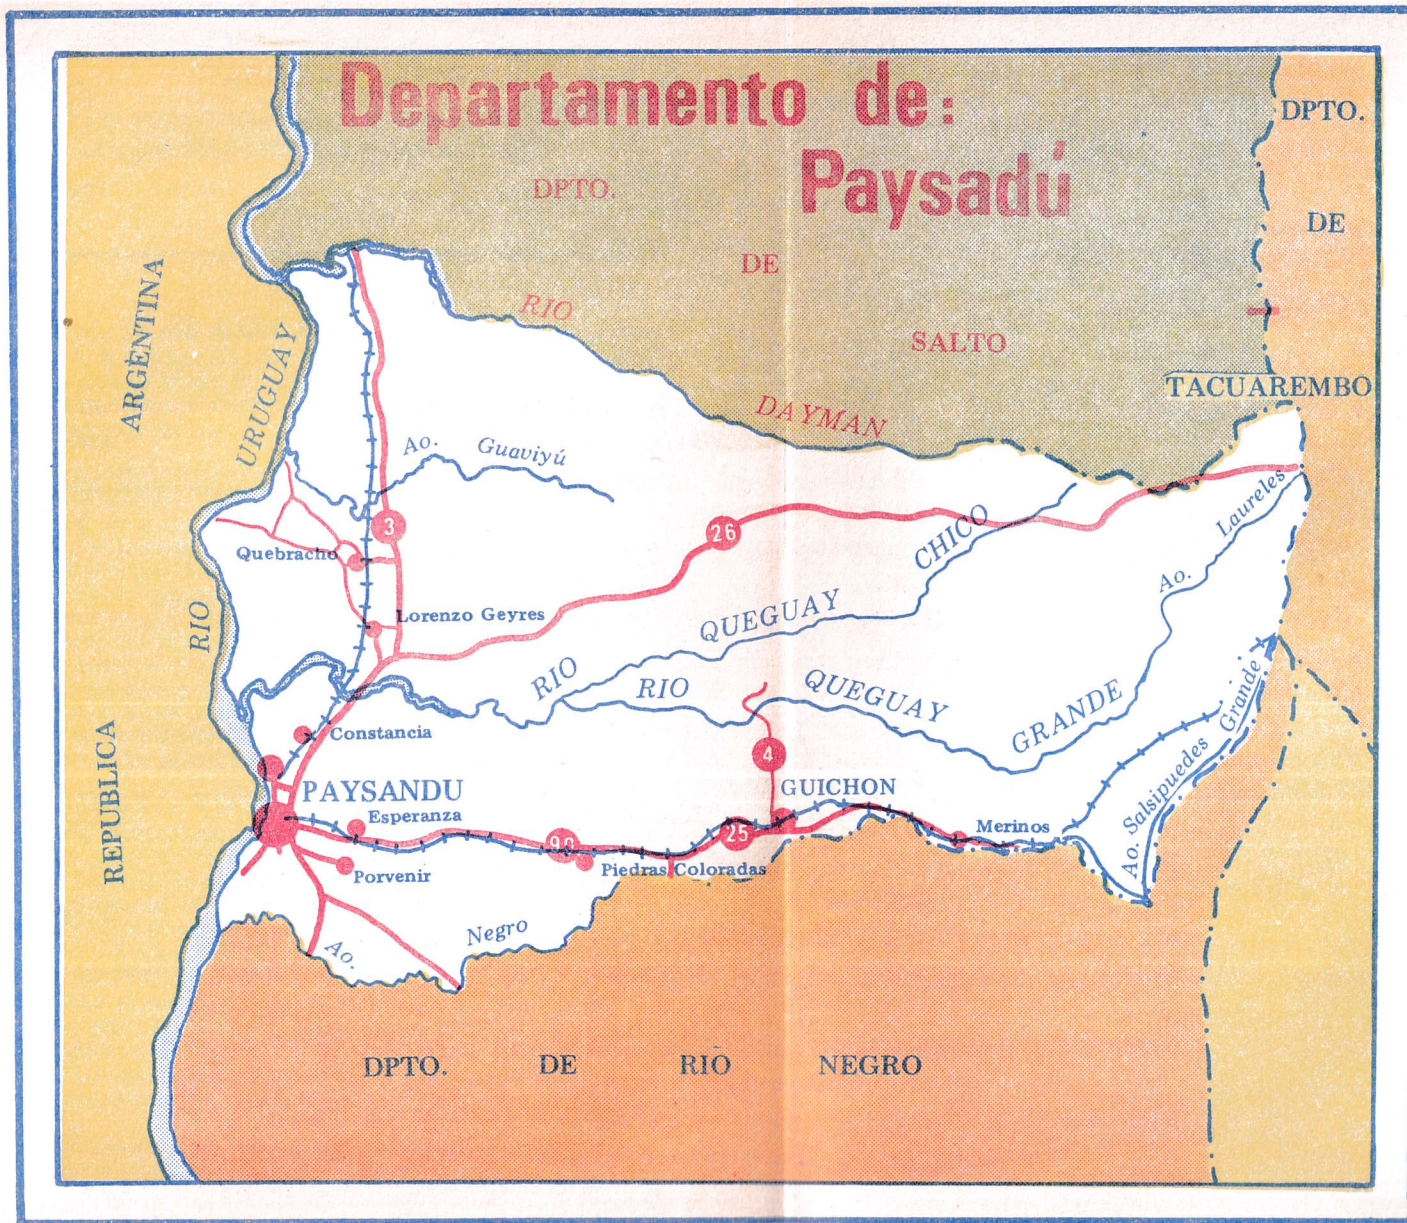 Departamento de:
Paysadú
DPTO.
DE
SALTO
DPTO.
DE
TACUAREMBO
REPUBLICA
ARGENTINA
RIO
URUGUAY
RIO
DAYMAN
Ao. Guaviyú
3
26
Quebracho
Lorenzo Geyres
RIO QUEGUAY CHICO
RIO QUEGUAY GRANDE
Ao. Laureles
Ao. Salsipuedes Grande
Constancia
PAYSANDU
Esperanza
Porvenir
90
Piedras Coloradas
25
4
GUICHON
Merinos
Ao. Negro
DPTO. DE RIO NEGRO